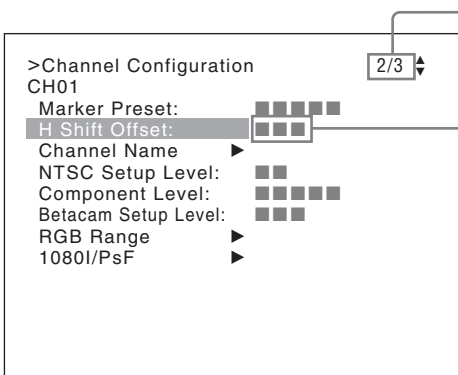 >Channel Configuration 2/3
CH01
Marker Preset: ■■■■■
H Shift Offset: ■■■
Channel Name ►
NTSC Setup Level: ■■
Component Level: ■■■■■
Betacam Setup Level: ■■■
RGB Range ►
1080I/PsF ►